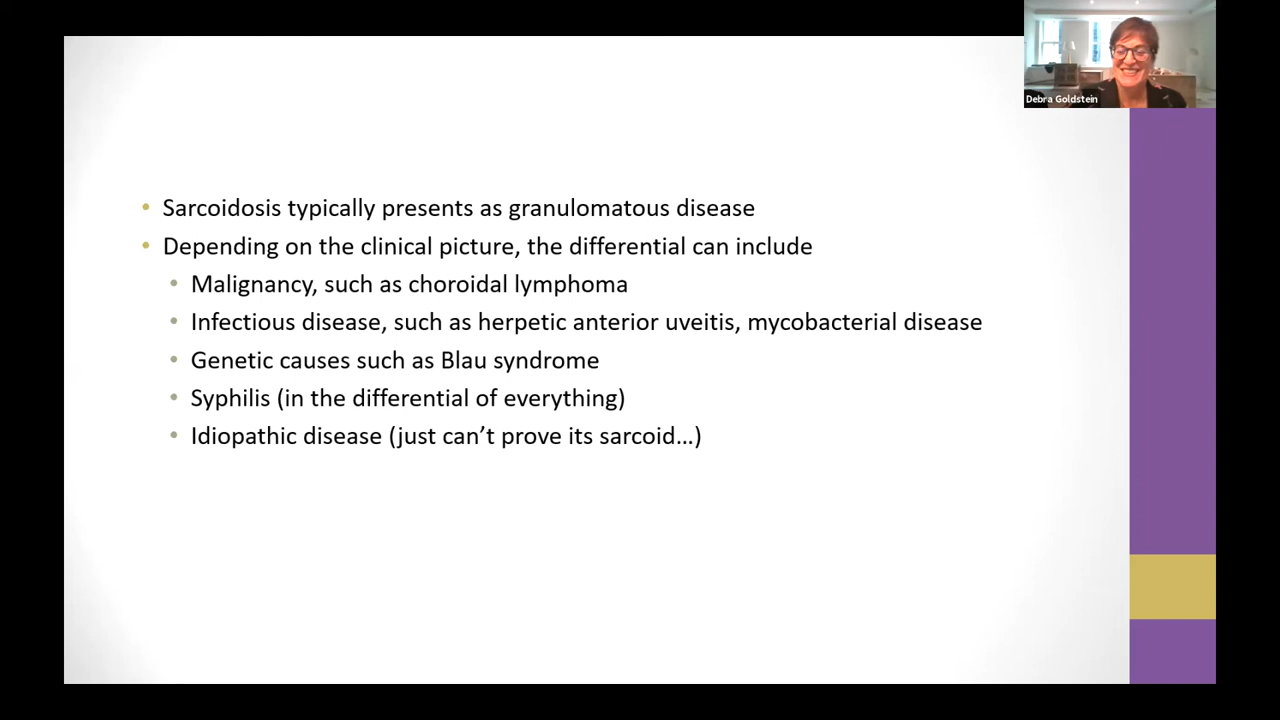 Debra Goldstein
• Sarcoidosis typically presents as granulomatous disease
• Depending on the clinical picture, the differential can include
• Malignancy, such as choroidal lymphoma
• Infectious disease, such as herpetic anterior uveitis, mycobacterial disease
• Genetic causes such as Blau syndrome
• Syphilis (in the differential of everything)
• Idiopathic disease (just can’t prove its sarcoid…)